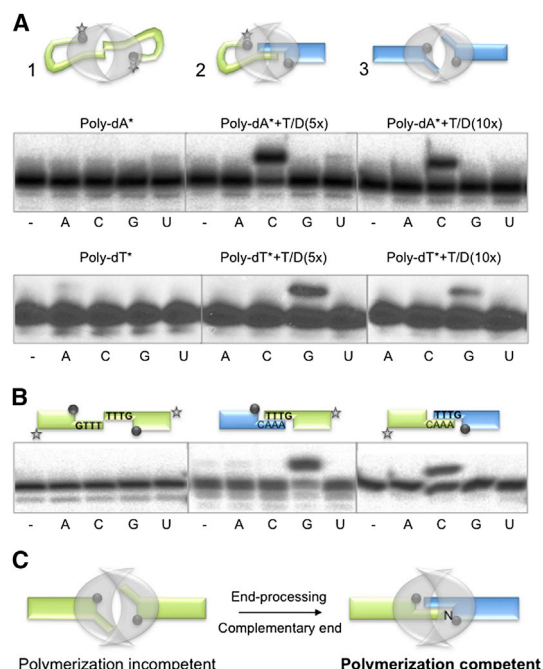 A
1 2 3
Poly-dA* Poly-dA*+T/D(5x) Poly-dA*+T/D(10x)
- A C G U A C G U - A C G U
Poly-dT* Poly-dT*+T/D(5x) Poly-dT*+T/D(10x)
- A C G U A C G U A C G U
B
TTTG TTTG TTTG
GTTT CAAA CAAA
- A C G U - A C G U - A C G U
C
End-processing
Complementary end
N
Polymerization incompetent Polymerization competent